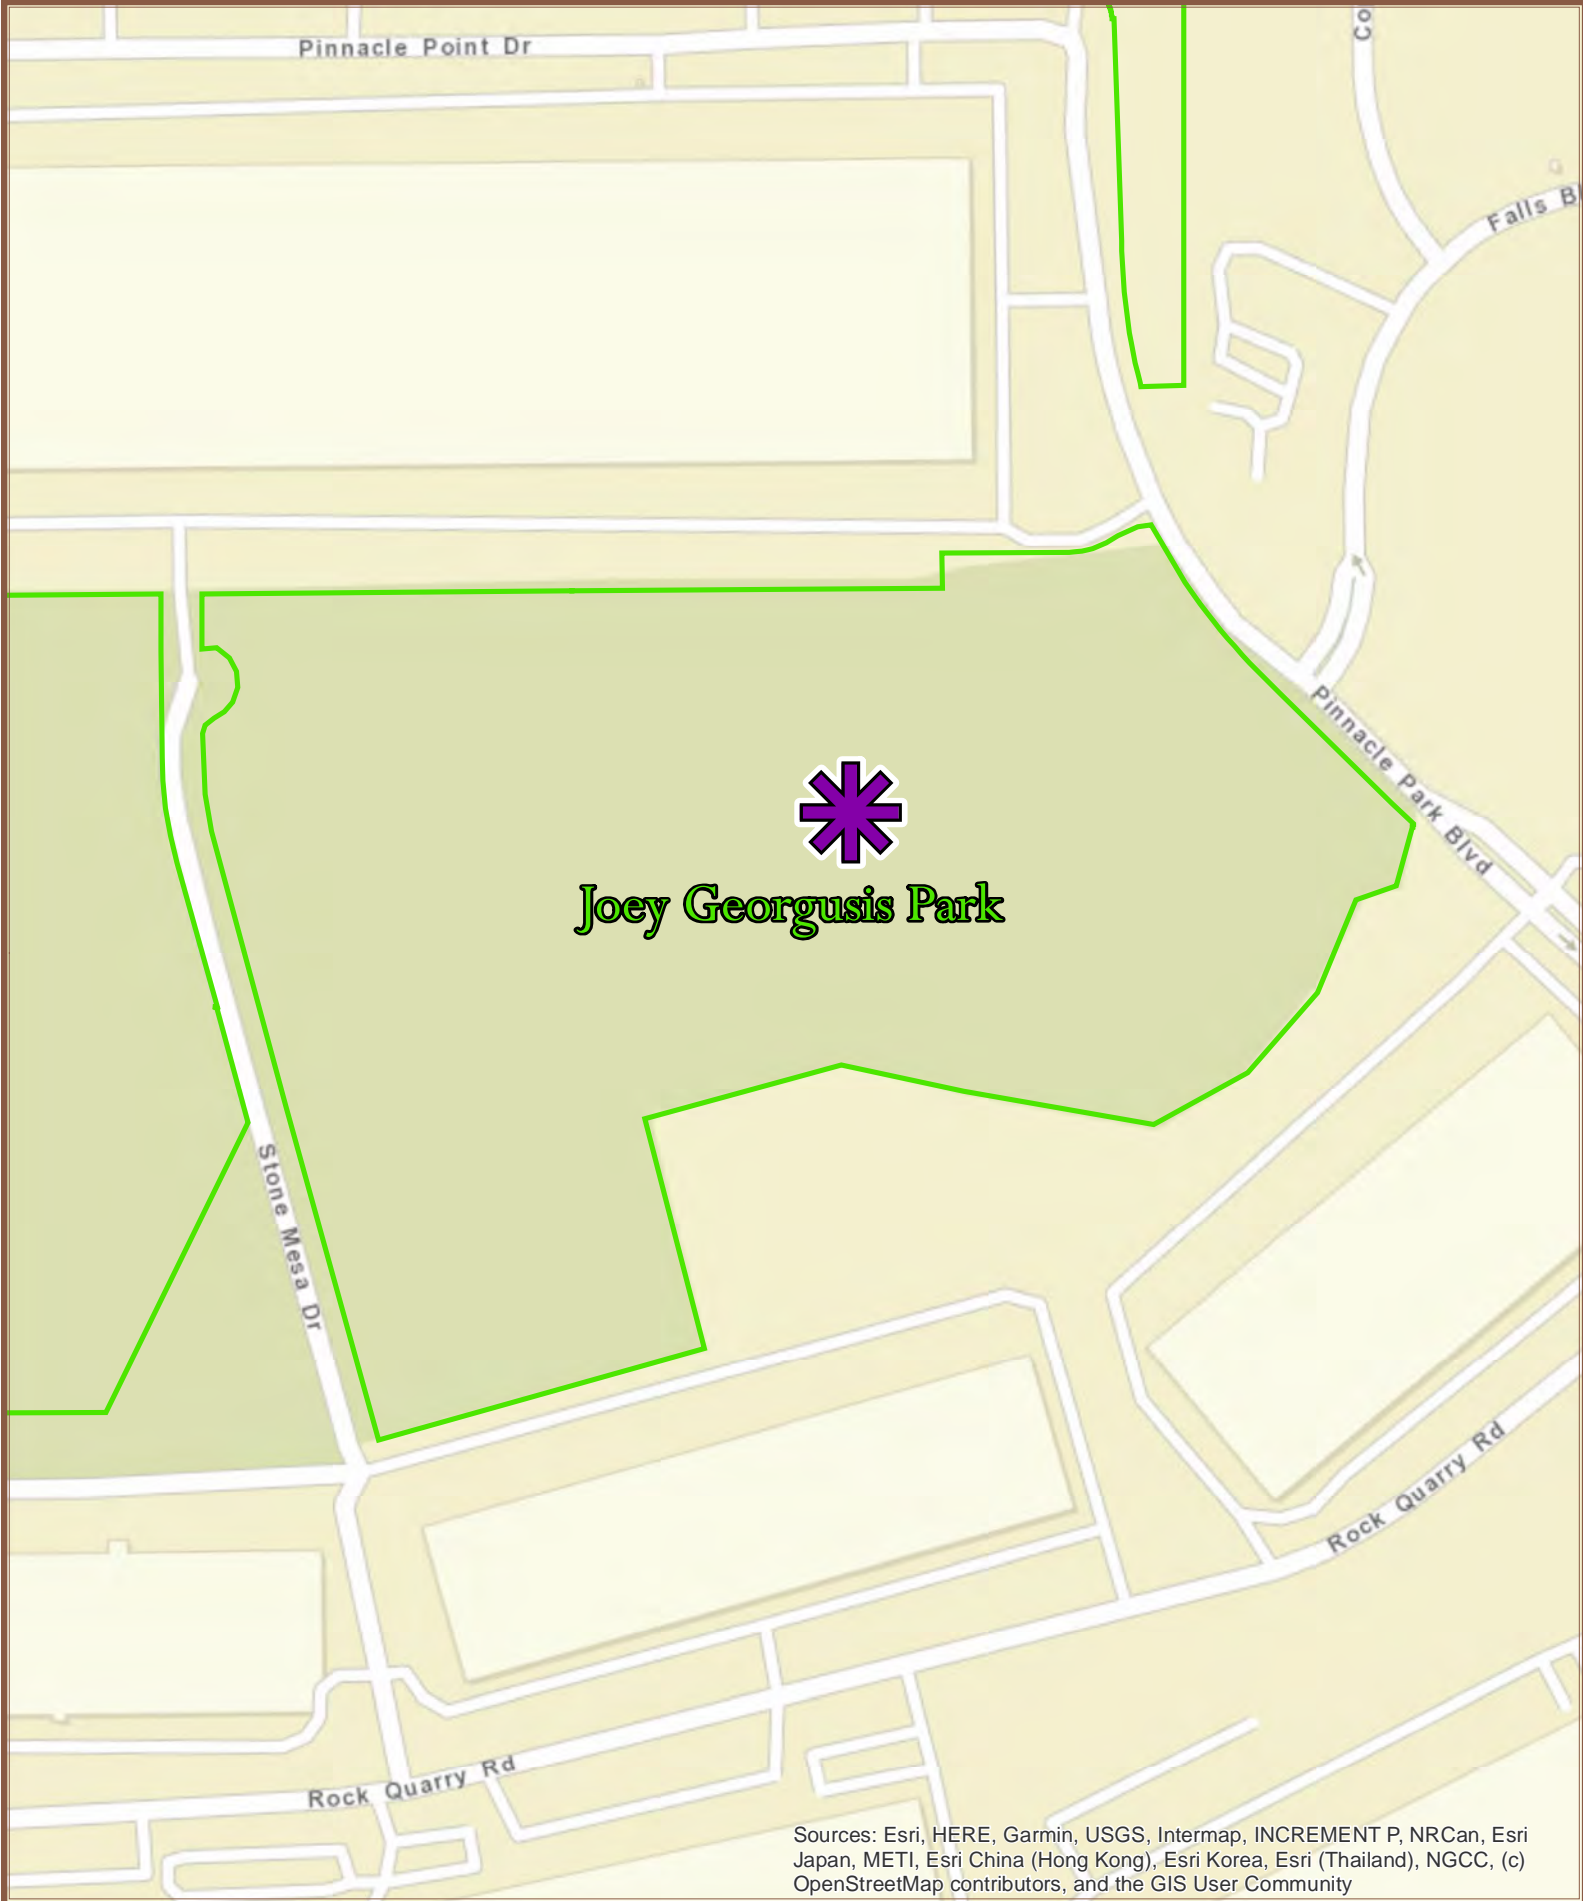 Co
Pinnacle Point Dr
Falls B
Pinnacle Park Blvd
Joey Georgusis Park
Stone Mesa Dr
Rock Quarry Rd
Rock Quarry Rd
Sources: Esri, HERE, Garmin, USGS, Intermap, INCREMENT P, NRCan, Esri
Japan, METI, Esri China (Hong Kong), Esri Korea, Esri (Thailand), NGCC, (c)
OpenStreetMap contributors, and the GIS User Community